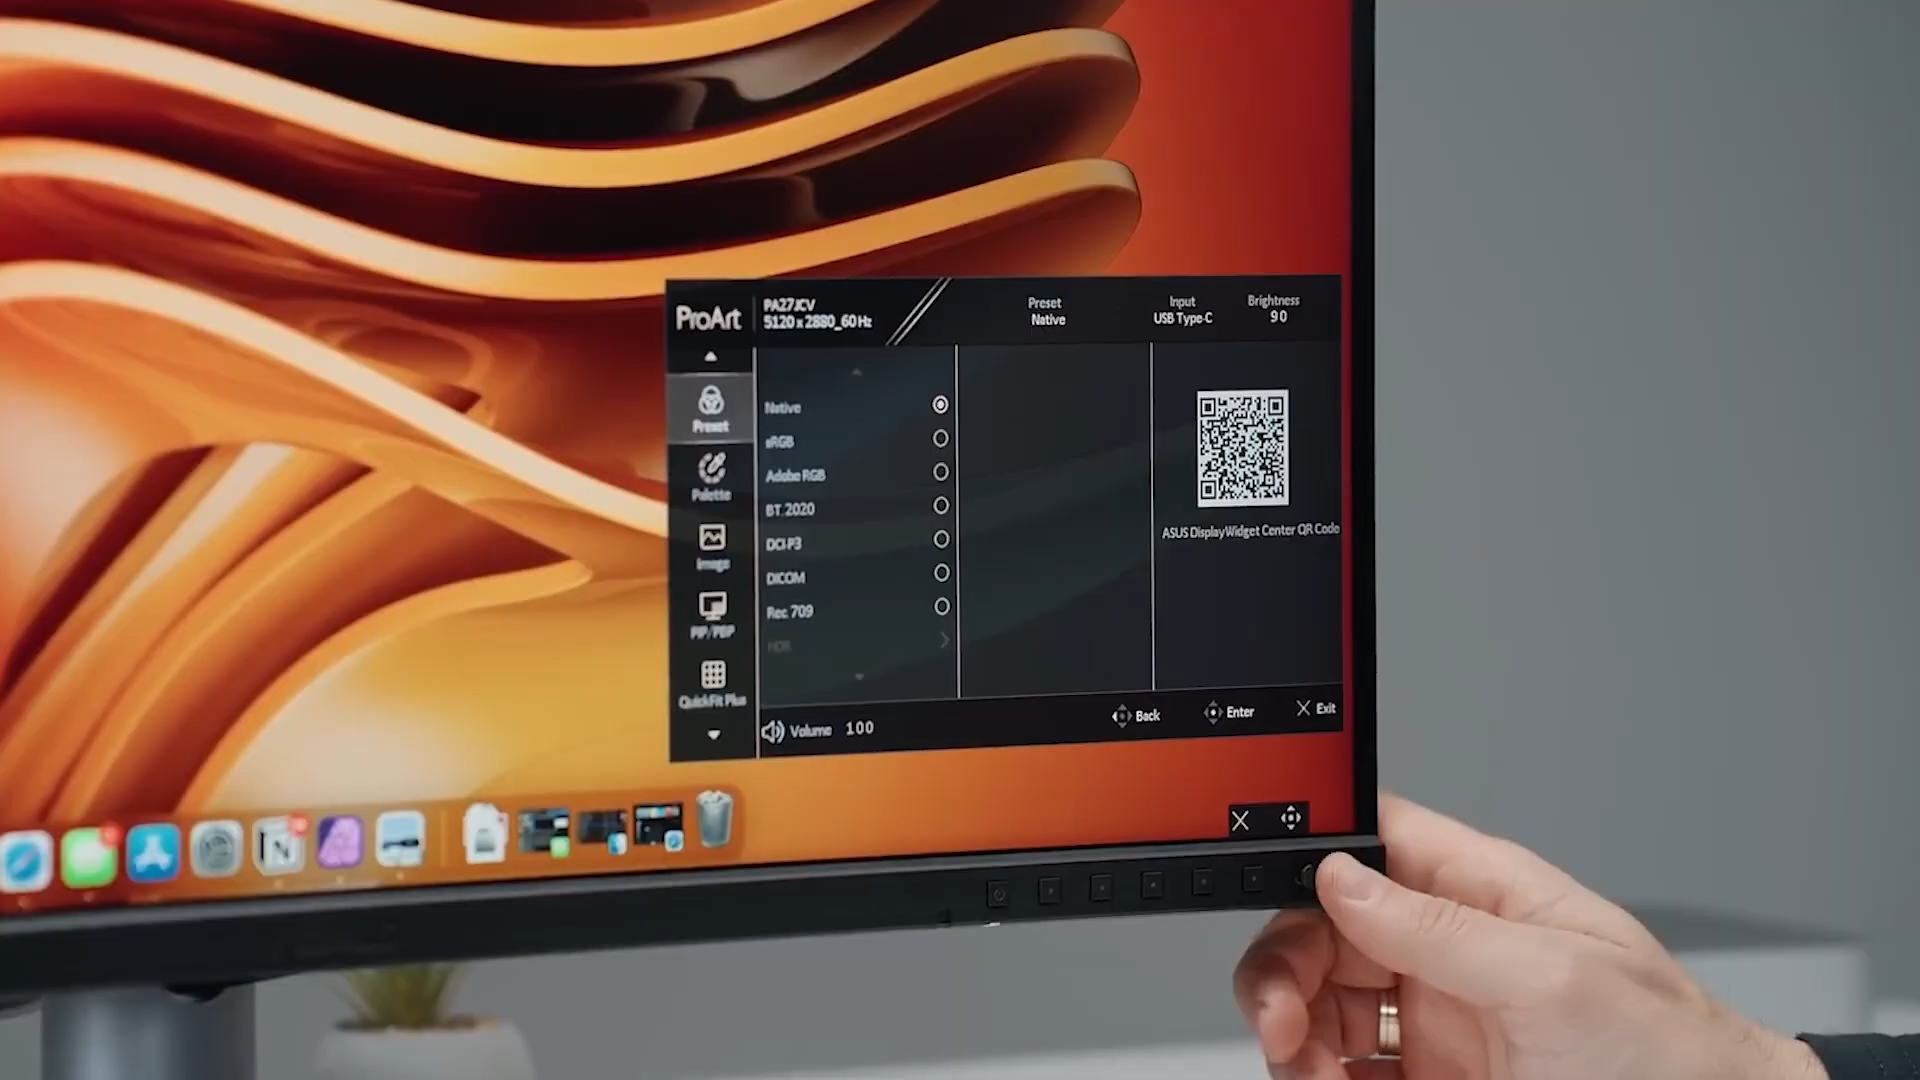 ProArt
PA27JCV
5120 x 2880_60Hz
Preset
Native
Input
USB Type-C
Brightness
90
Preset
Palette
Image
PIP/PBP
QuickFit Plus
Native
sRGB
Adobe RGB
BT.2020
DCI-P3
DICOM
Rec. 709
HDR
ASUS DisplayWidget Center QR Code
Volume 100
Back
Enter
Exit
N